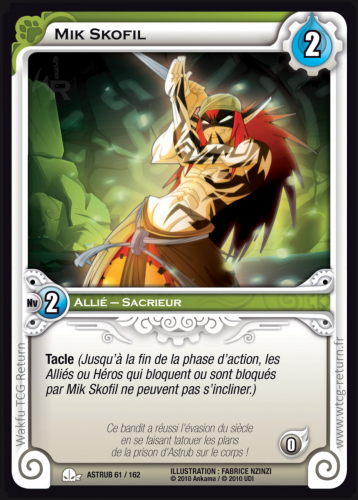 Mik Skofil
2
Nv 2
Allié – Sacrieur
Tacle (Jusqu'à la fin de la phase d'action, les
Alliés ou Héros qui bloquent ou sont bloqués
par Mik Skofil ne peuvent pas s'incliner.)
Ce bandit a réussi l'évasion du siècle
en se faisant tatouer les plans
de la prison d'Astrub sur le corps !
0
ASTRUB 61 / 162
ILLUSTRATION : FABRICE NZINZI
© 2010 Ankama / © 2010 UDI
Wakfu TCG Return
www.wtcg-return.fr